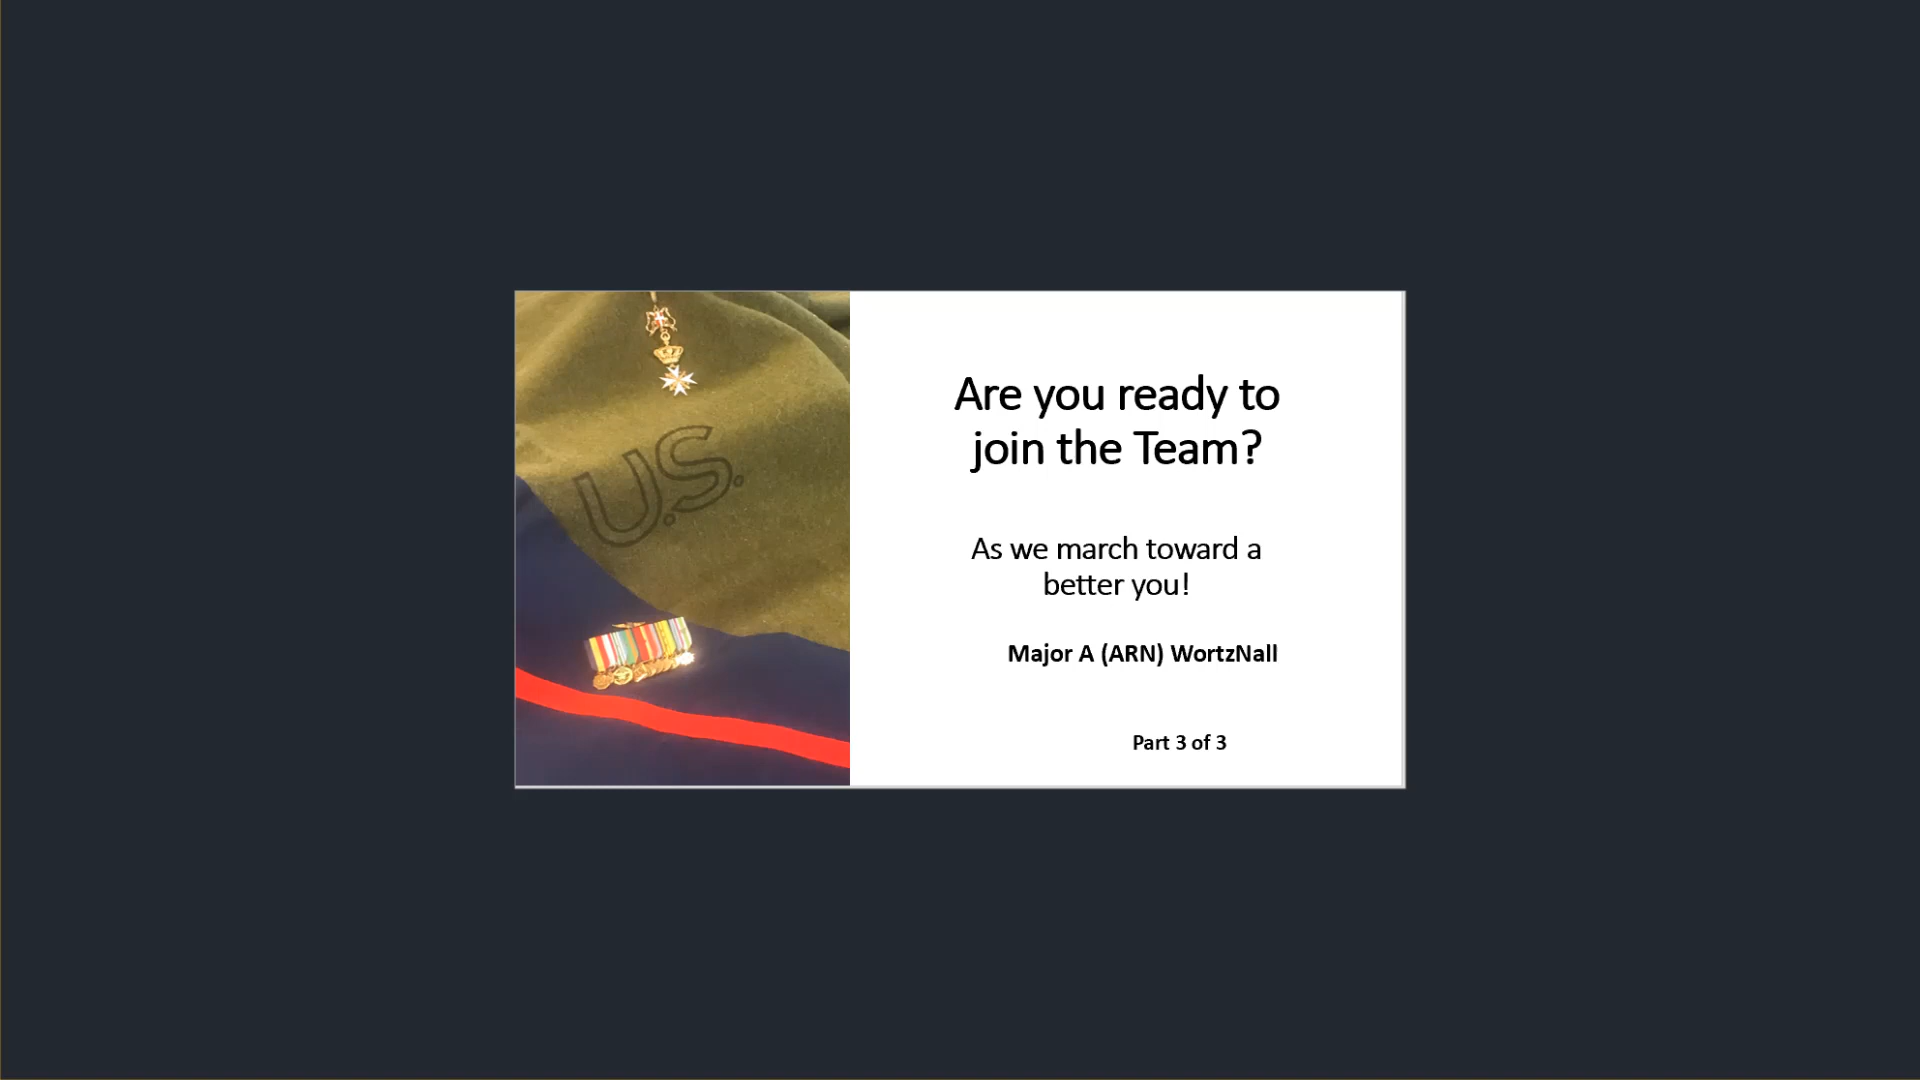 U.S.
Are you ready to
join the Team?
As we march toward a
better you!
Major A (ARN) WortzNall
Part 3 of 3